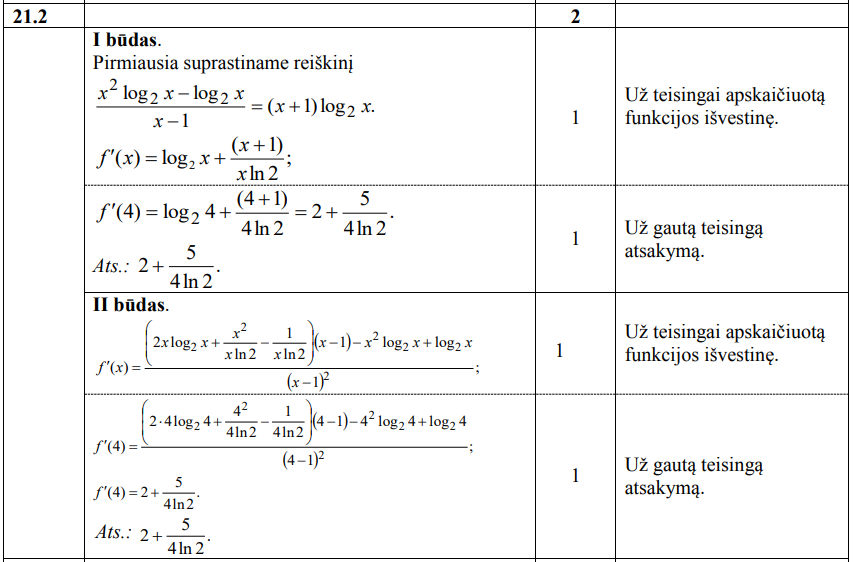 21.2 2
I būdas.
Pirmiausia suprastiname reiškinį
\frac{x^2 \log_2 x - \log_2 x}{x-1} = (x+1)\log_2 x.
f'(x) = \log_2 x + \frac{(x+1)}{x \ln 2};
1
Už teisingai apskaičiuotą
funkcijos išvestinę.
f'(4) = \log_2 4 + \frac{(4+1)}{4 \ln 2} = 2 + \frac{5}{4 \ln 2}.
Ats.: 2 + \frac{5}{4 \ln 2}.
1
Už gautą teisingą
atsakymą.
II būdas.
f'(x) = \frac{\left(2x \log_2 x + \frac{x^2}{x \ln 2} - \frac{1}{x \ln 2}\right)(x-1) - x^2 \log_2 x + \log_2 x}{(x-1)^2};
1
Už teisingai apskaičiuotą
funkcijos išvestinę.
f'(4) = \frac{\left(2 \cdot 4 \log_2 4 + \frac{4^2}{4 \ln 2} - \frac{1}{4 \ln 2}\right)(4-1) - 4^2 \log_2 4 + \log_2 4}{(4-1)^2};
f'(4) = 2 + \frac{5}{4 \ln 2}.
Ats.: 2 + \frac{5}{4 \ln 2}.
1
Už gautą teisingą
atsakymą.